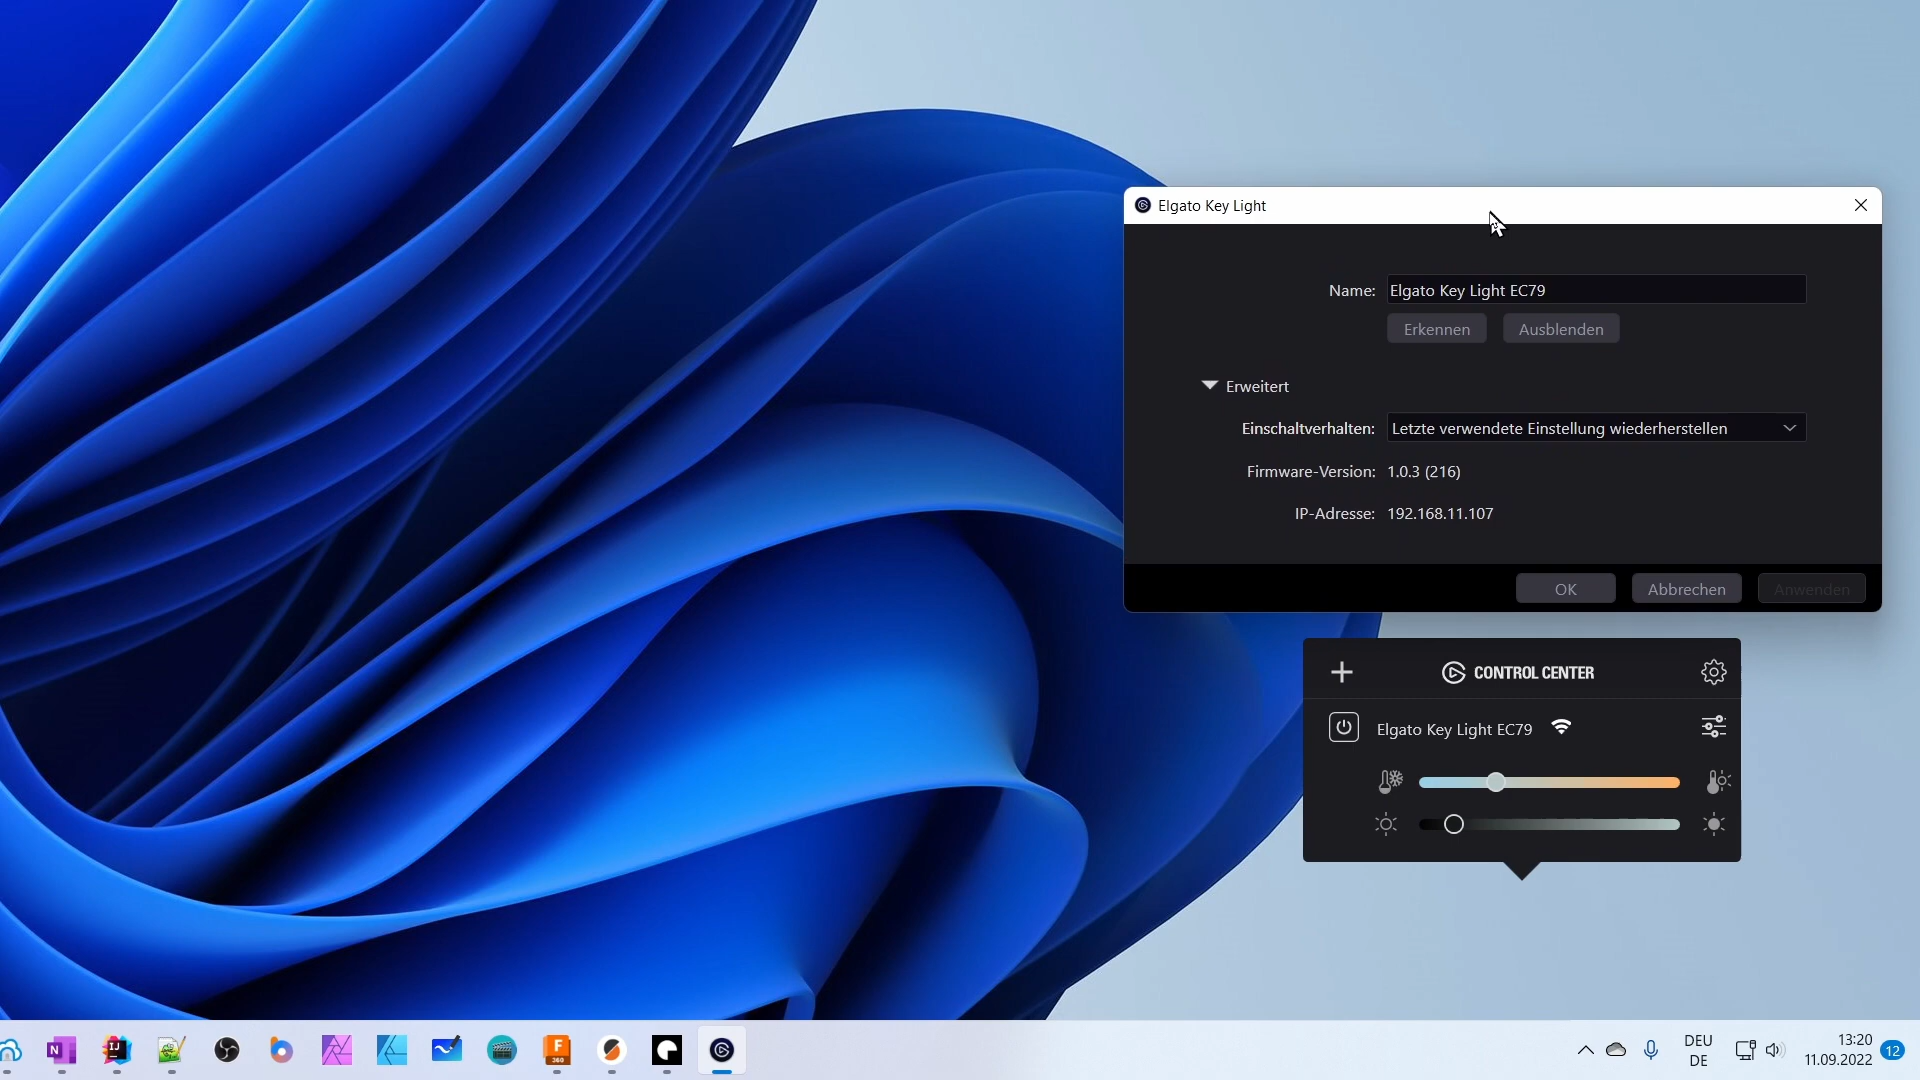 Elgato Key Light
Name: Elgato Key Light EC79
Erkennen Ausblenden
Erweitert
Einschaltverhalten: Letzte verwendete Einstellung wiederherstellen
Firmware-Version: 1.0.3 (216)
IP-Adresse: 192.168.11.107
OK Abbrechen Anwenden
CONTROL CENTER
Elgato Key Light EC79
N
IJ
F
360
DEU
DE
13:20
11.09.2022
12